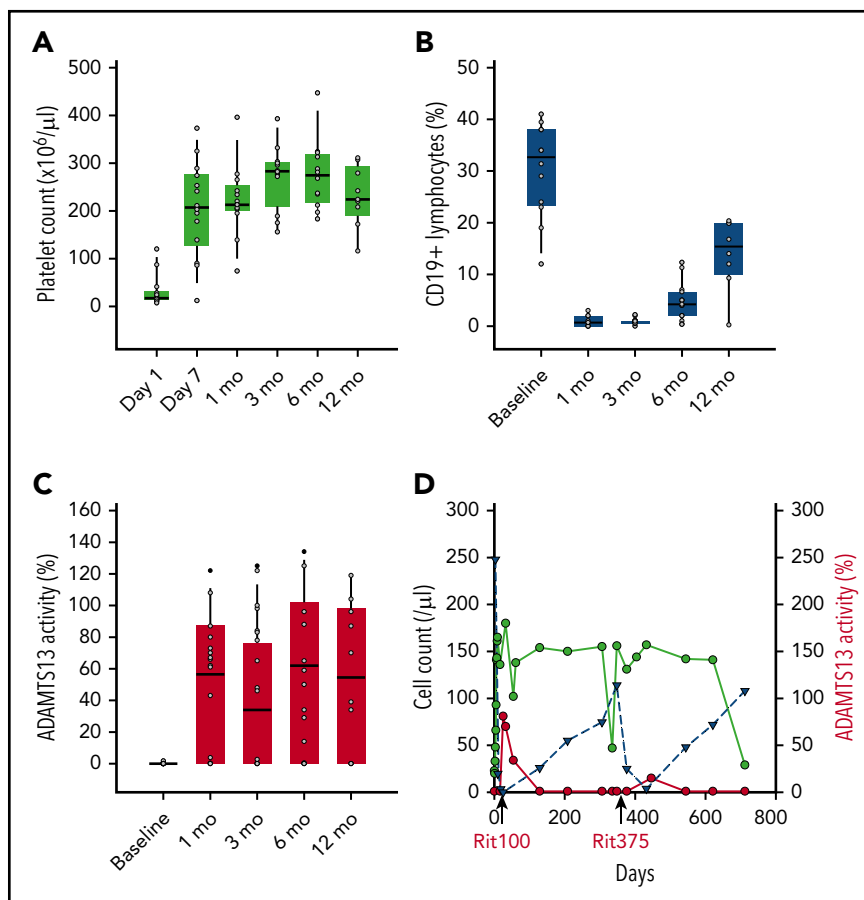 A
Platelet count (x10⁶/μl)
500
400
300
200
100
0
Day 1
Day 7
1 mo
3 mo
6 mo
12 mo
B
CD19+ lymphocytes (%)
50
40
30
20
10
0
Baseline
1 mo
3 mo
6 mo
12 mo
C
ADAMTS13 activity (%)
160
140
120
100
80
60
40
20
0
Baseline
1 mo
3 mo
6 mo
12 mo
D
Cell count (/μl)
300
250
200
150
100
50
0
ADAMTS13 activity (%)
300
250
200
150
100
50
0
0 200 400 600 800
Rit100 Rit375
Days